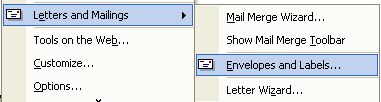 Letters and Mailings
Tools on the Web...
Customize...
Options...
Mail Merge Wizard...
Show Mail Merge Toolbar
Envelopes and Labels...
Letter Wizard...